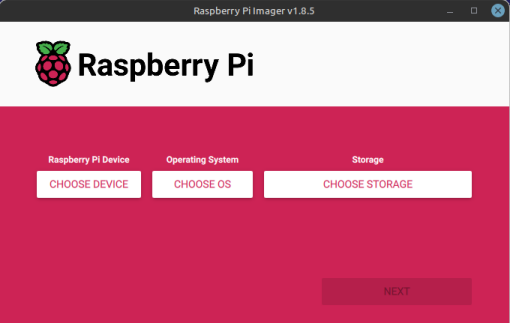 Raspberry Pi Imager v1.8.5
Raspberry Pi
Raspberry Pi Device Operating System Storage
CHOOSE DEVICE CHOOSE OS CHOOSE STORAGE
NEXT